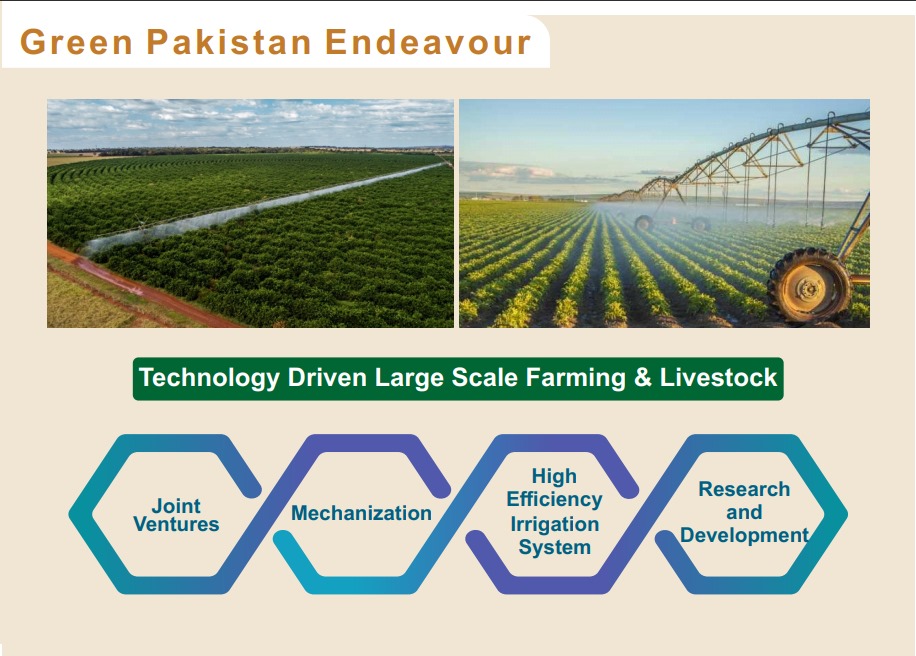 Green Pakistan Endeavour
Technology Driven Large Scale Farming & Livestock
Joint
Ventures
Mechanization
High
Efficiency
Irrigation
System
Research
and
Development